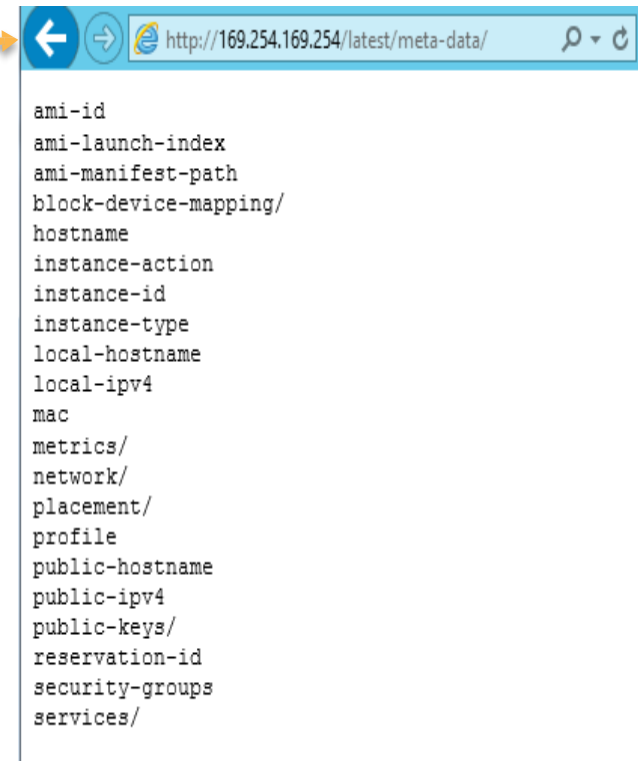 http://169.254.169.254/latest/meta-data/
ami-id
ami-launch-index
ami-manifest-path
block-device-mapping/
hostname
instance-action
instance-id
instance-type
local-hostname
local-ipv4
mac
metrics/
network/
placement/
profile
public-hostname
public-ipv4
public-keys/
reservation-id
security-groups
services/